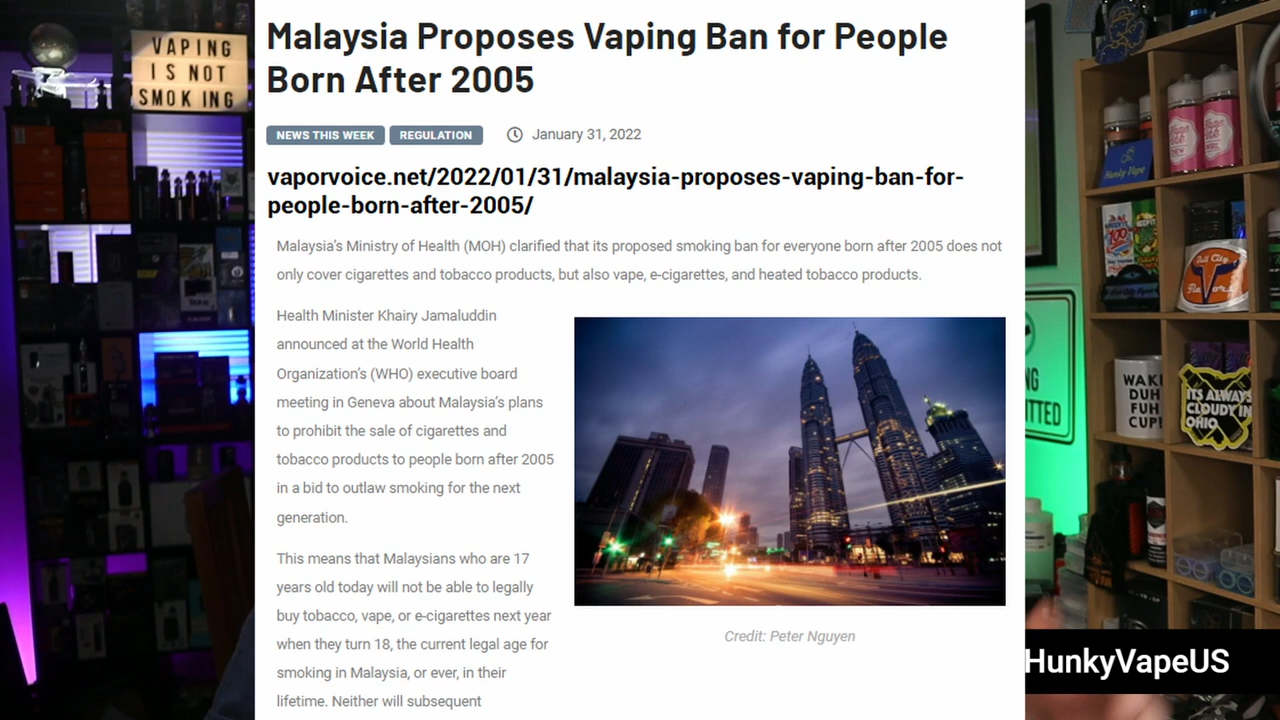 Malaysia Proposes Vaping Ban for People
Born After 2005
NEWS THIS WEEK
REGULATION
January 31, 2022
vaporvoice.net/2022/01/31/malaysia-proposes-vaping-ban-for-
people-born-after-2005/
Malaysia's Ministry of Health (MOH) clarified that its proposed smoking ban for everyone born after 2005 does not
only cover cigarettes and tobacco products, but also vape, e-cigarettes, and heated tobacco products.
Health Minister Khairy Jamaluddin
announced at the World Health
Organization's (WHO) executive board
meeting in Geneva about Malaysia's plans
to prohibit the sale of cigarettes and
tobacco products to people born after 2005
in a bid to outlaw smoking for the next
generation.
This means that Malaysians who are 17
years old today will not be able to legally
buy tobacco, vape, or e-cigarettes next year
when they turn 18, the current legal age for
smoking in Malaysia, or ever, in their
lifetime. Neither will subsequent
Credit: Peter Nguyen
VAPING
IS NOT
SMOKING
Hunky Vape
WAKE
DUH
FUH
CUP!
ITS ALWAYS
CLOUDY IN
OHIO
HunkyVapeUS